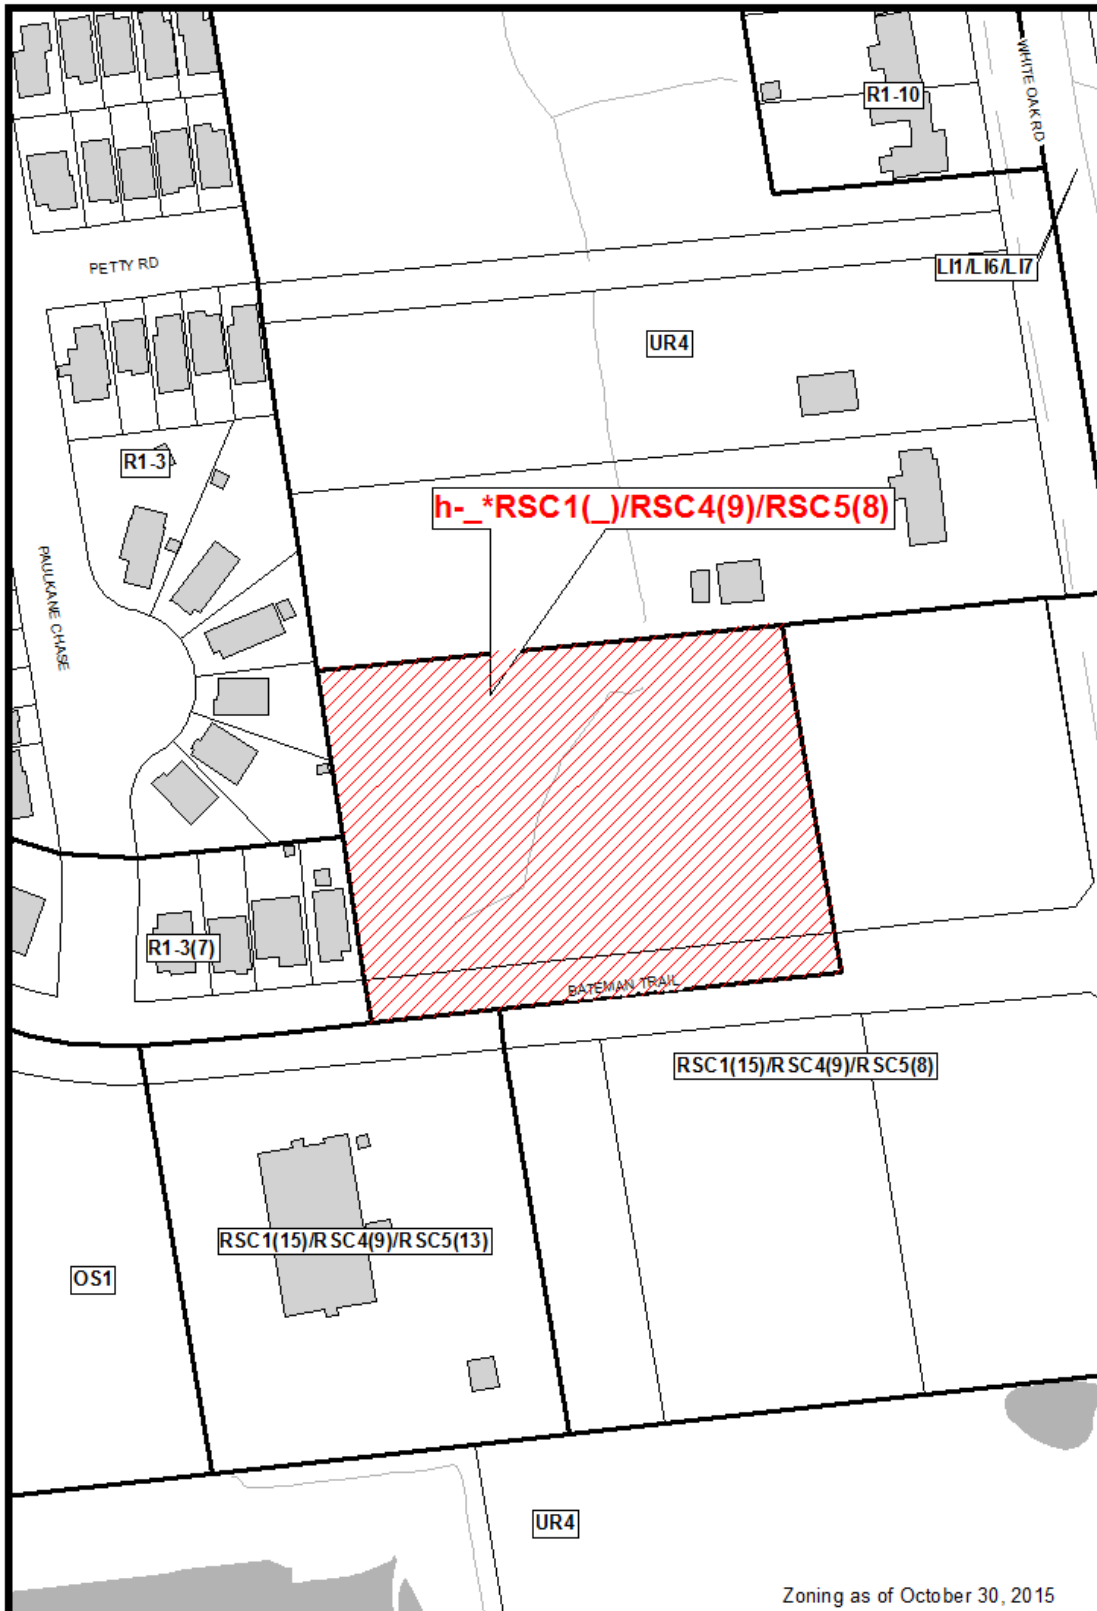 R1-10
WHITE OAK RD
PETTY RD
LI1/LI6/LI7
UR4
R1-3
h-_*RSC1(_)/RSC4(9)/RSC5(8)
PAULKANE CHASE
R1-3(7)
BATEMAN TRAIL
RSC1(15)/RSC4(9)/RSC5(8)
RSC1(15)/RSC4(9)/RSC5(13)
OS1
UR4
Zoning as of October 30, 2015